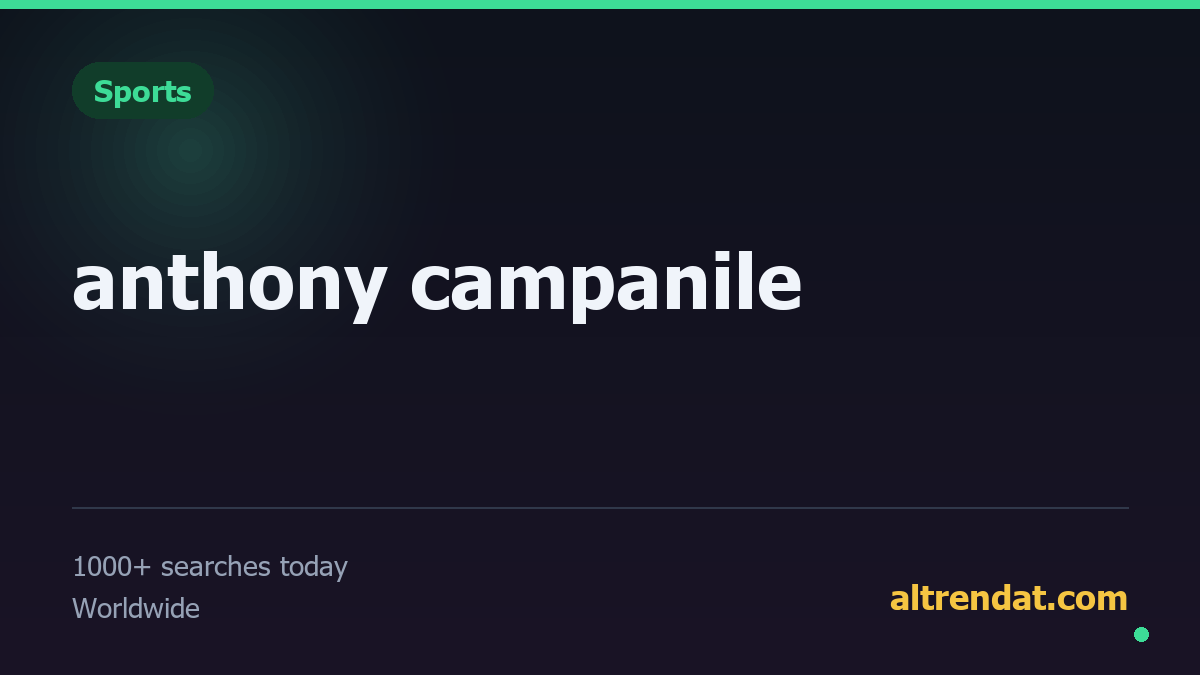 Sports
anthony campanile
1000+ searches today
Worldwide
altrendat.com